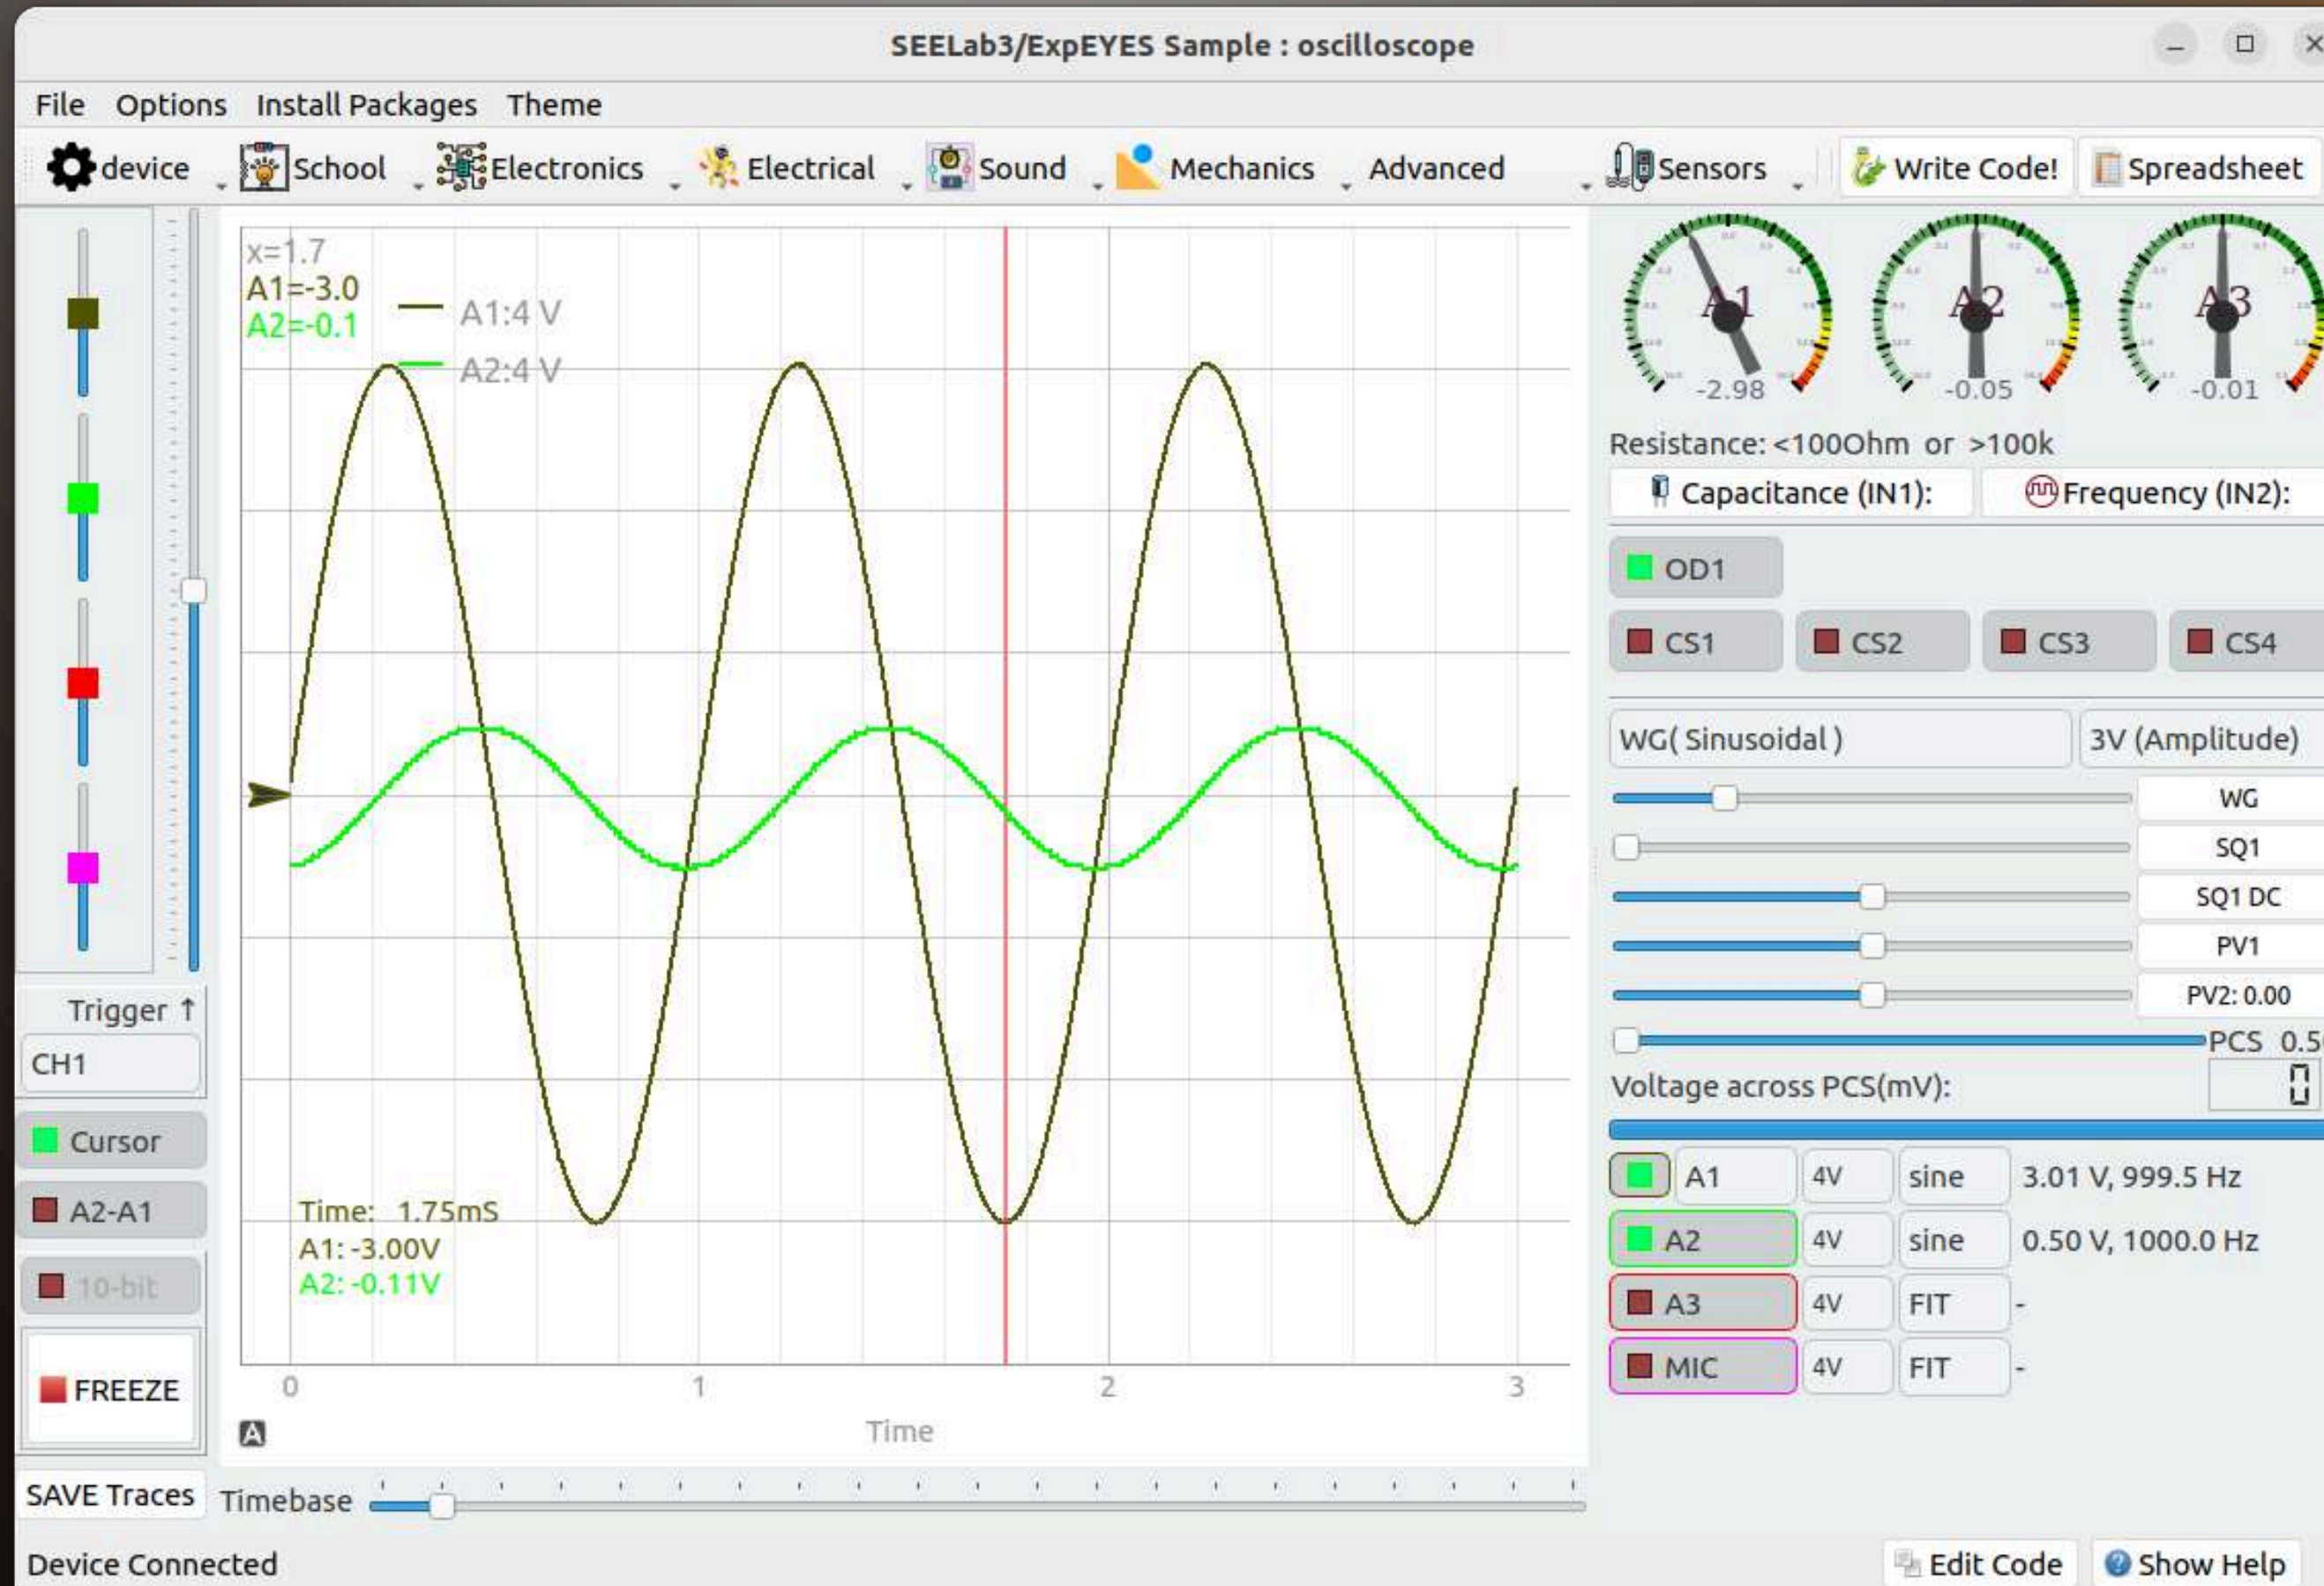 SEELab3/ExpEYES Sample : oscilloscope
File Options Install Packages Theme
device School Electronics Electrical Sound Mechanics Advanced Sensors Write Code! Spreadsheet
x=1.7
A1=-3.0
A2=-0.1
A1:4 V
A2:4 V
A1 A2 A3
-2.98 -0.05 -0.01
Resistance: <100Ohm or >100k
Capacitance (IN1): Frequency (IN2):
OD1
CS1 CS2 CS3 CS4
WG( Sinusoidal ) 3V (Amplitude)
WG
SQ1
SQ1 DC
PV1
PV2: 0.00
PCS 0.5
Voltage across PCS(mV): 0
Trigger ↑
CH1
Cursor
A2-A1
10-bit
FREEZE
Time: 1.75mS
A1: -3.00V
A2: -0.11V
0 1 2 3
A
Time
A1 4V sine 3.01 V, 999.5 Hz
A2 4V sine 0.50 V, 1000.0 Hz
A3 4V FIT -
MIC 4V FIT -
SAVE Traces Timebase
Device Connected Edit Code Show Help